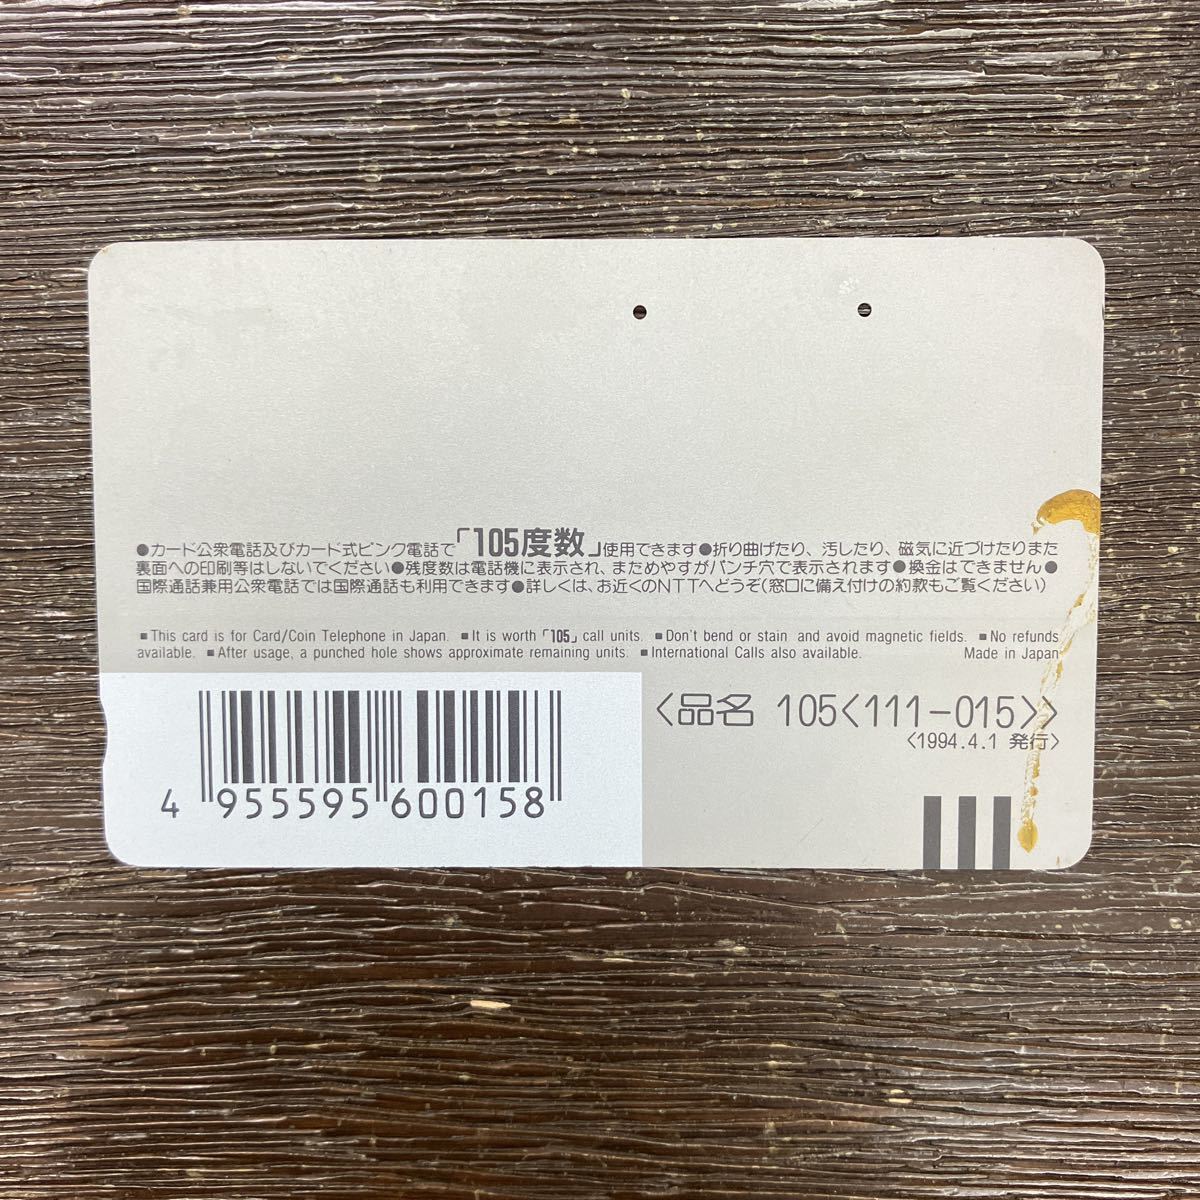 ●カード公衆電話及びカード式ピンク電話で「105度数」使用できます●折り曲げたり、汚したり、磁気に近づけたりまた
裏面への印刷等はしないでください●残度数は電話機に表示され、まためやすがパンチ穴で表示されます●換金はできません●
国際通話兼用公衆電話では国際通話も利用できます●詳しくは、お近くのNTTへどうぞ(窓口に備え付けの約款もご覧ください)
■This card is for Card/Coin Telephone in Japan. ■It is worth「105」call units. ■Don't bend or stain and avoid magnetic fields. ■No refunds
available. ■After usage, a punched hole shows approximate remaining units. ■International Calls also available. Made in Japan
〈品名 105〈111-015〉〉
〈1994.4.1 発行〉
4 955595 600158